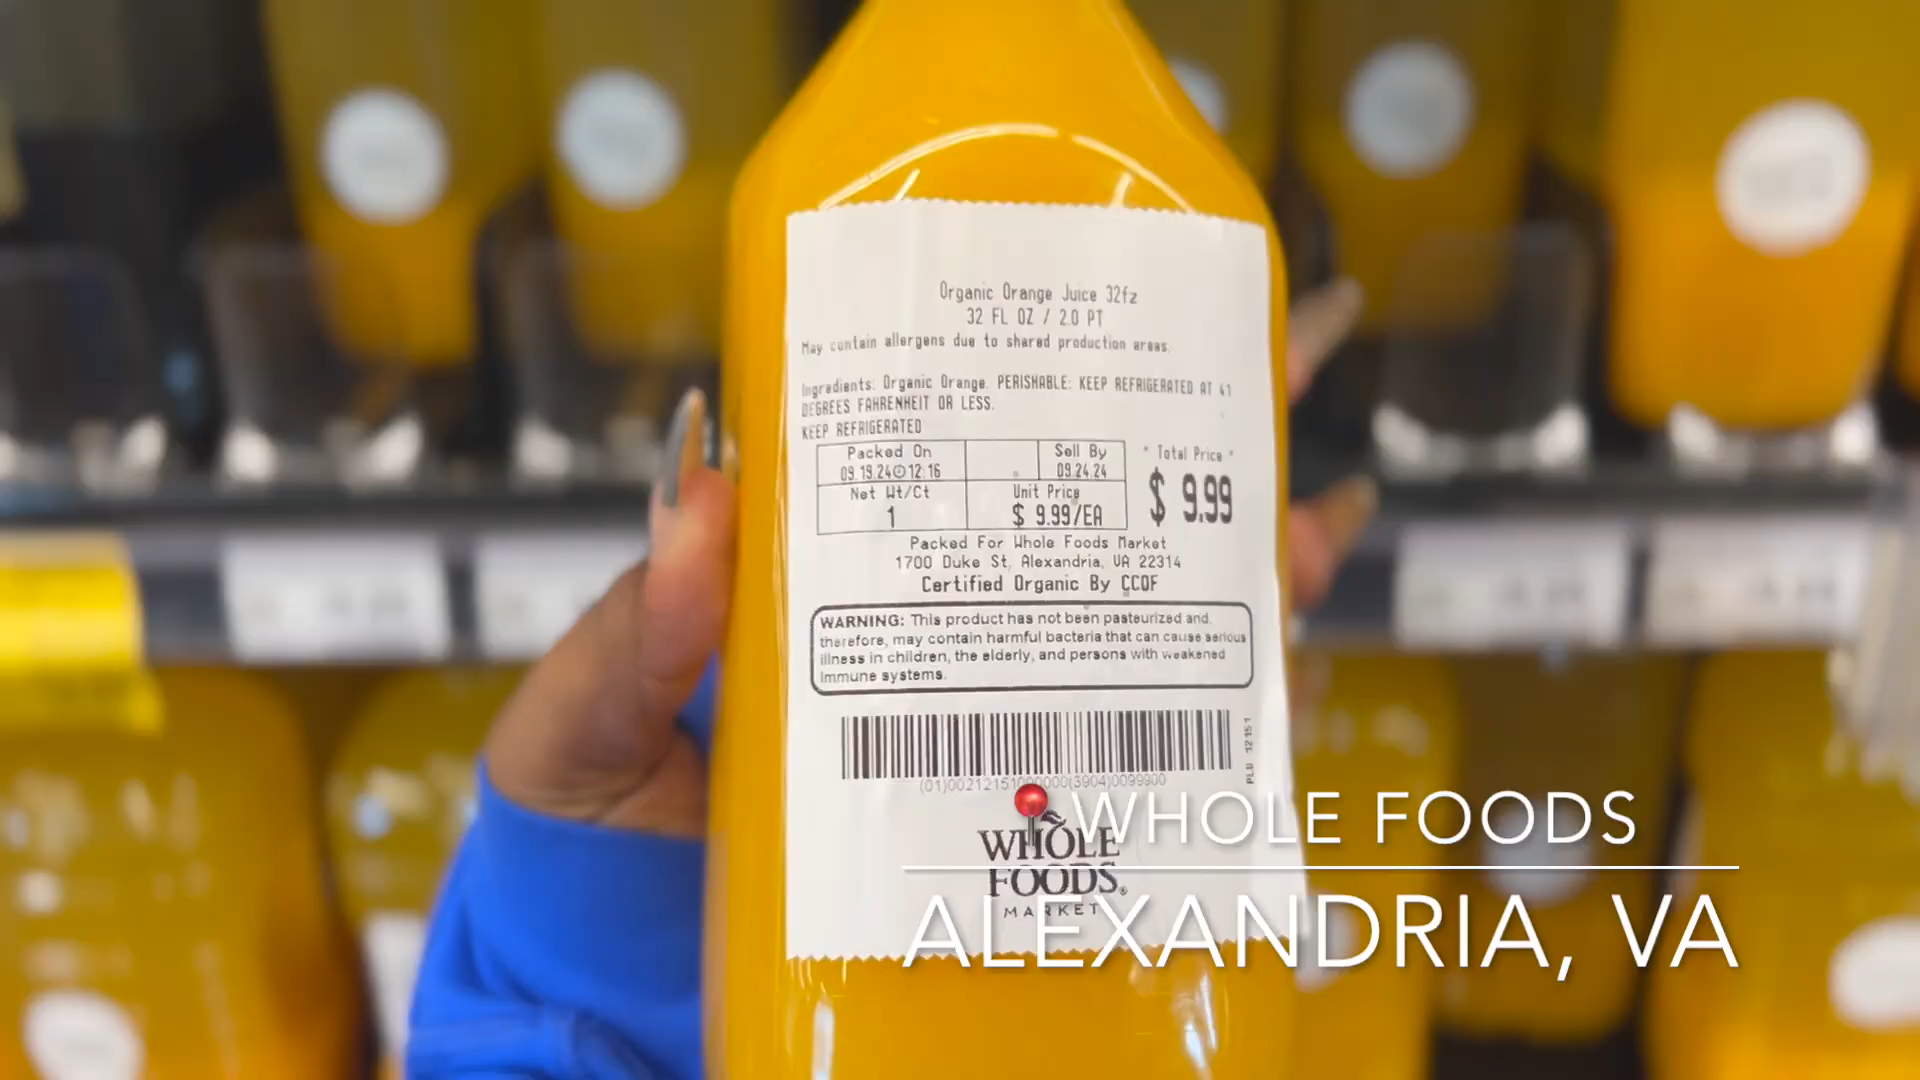 Organic Orange Juice 32fz
32 FL OZ / 2.0 PT
May contain allergens due to shared production areas.
Ingredients: Organic Orange. PERISHABLE: KEEP REFRIGERATED AT 41
DEGREES FAHRENHEIT OR LESS.
KEEP REFRIGERATED
Packed On
09.19.24 12:16
Sell By
09.24.24
* Total Price *
$ 9.99
Net Wt/Ct
1
Unit Price
$ 9.99/EA
Packed For Whole Foods Market
1700 Duke St, Alexandria, VA 22314
Certified Organic By CCOF
WARNING: This product has not been pasteurized and,
therefore, may contain harmful bacteria that can cause serious
illness in children, the elderly, and persons with weakened
immune systems.
PLU 12151
WHOLE
FOODS®
MARKET
WHOLE FOODS
ALEXANDRIA, VA